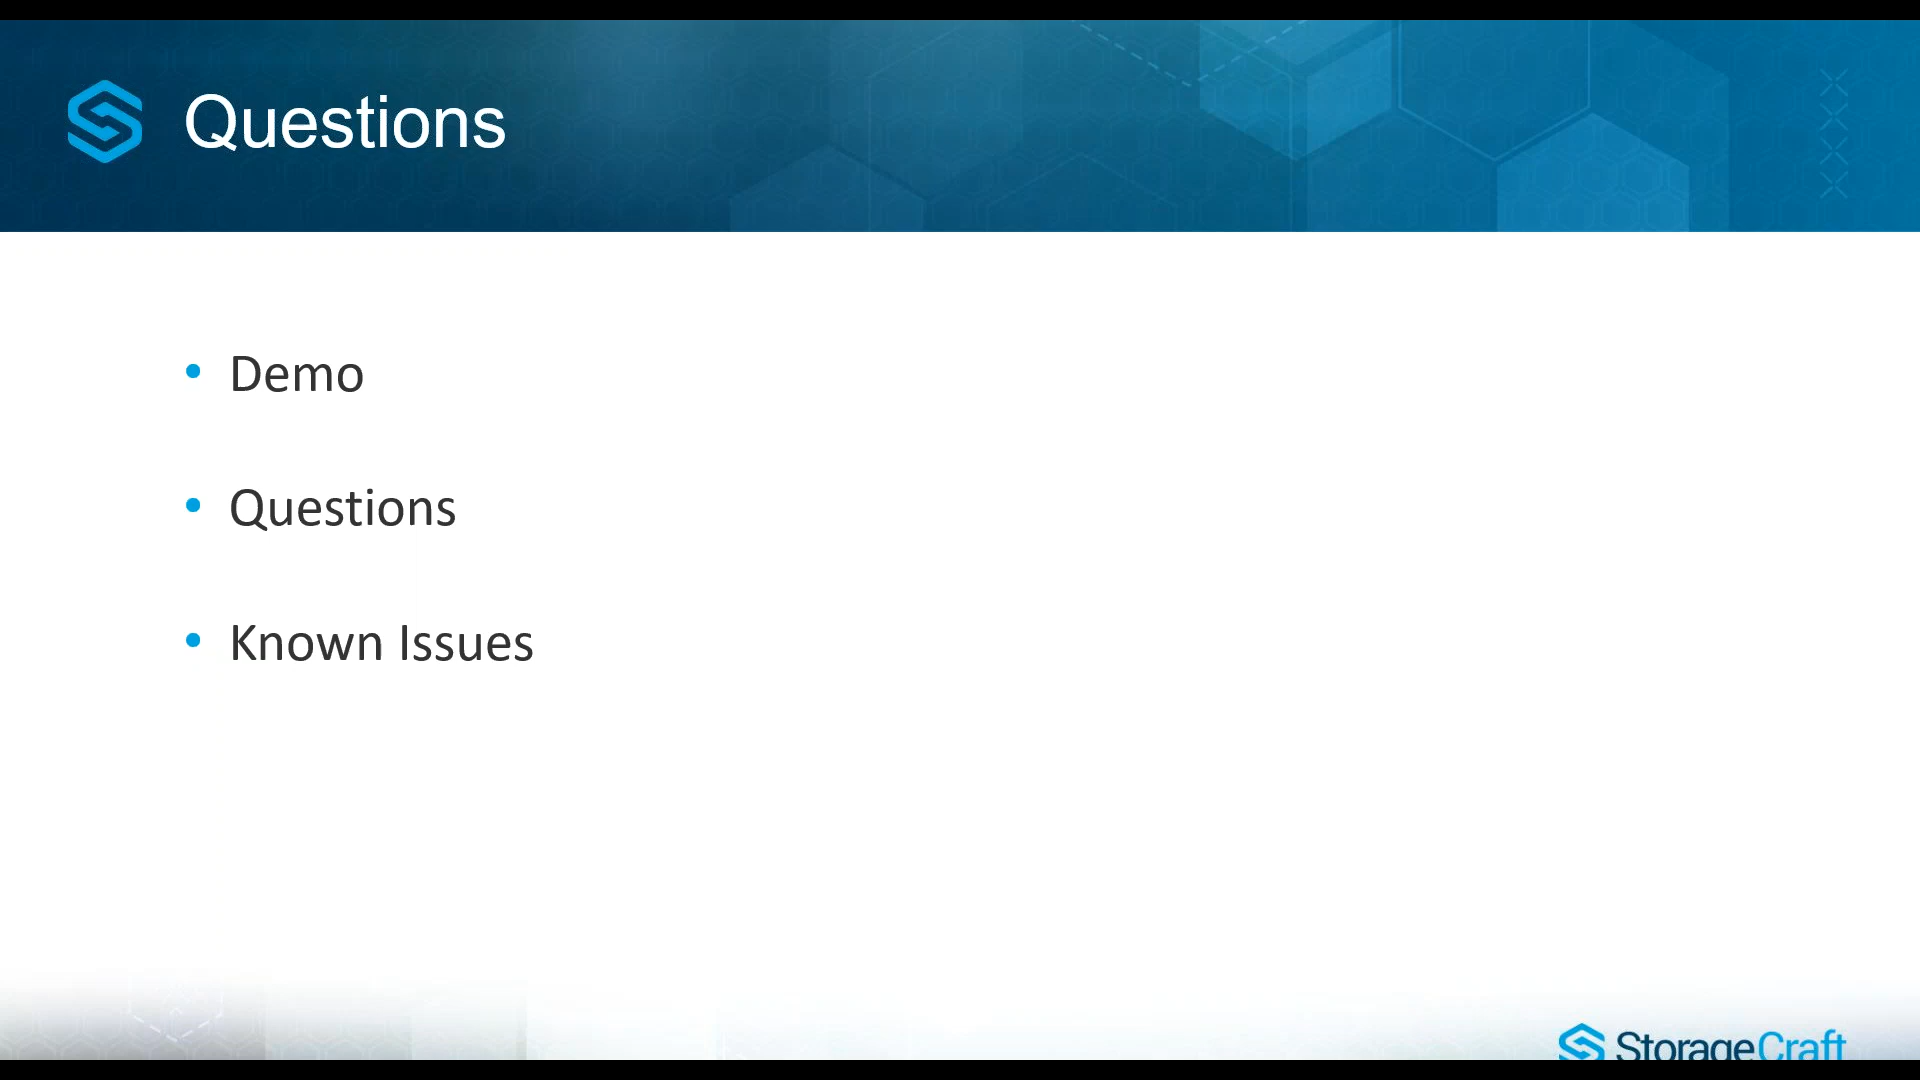 Questions
• Demo
• Questions
• Known Issues
StorageCraft